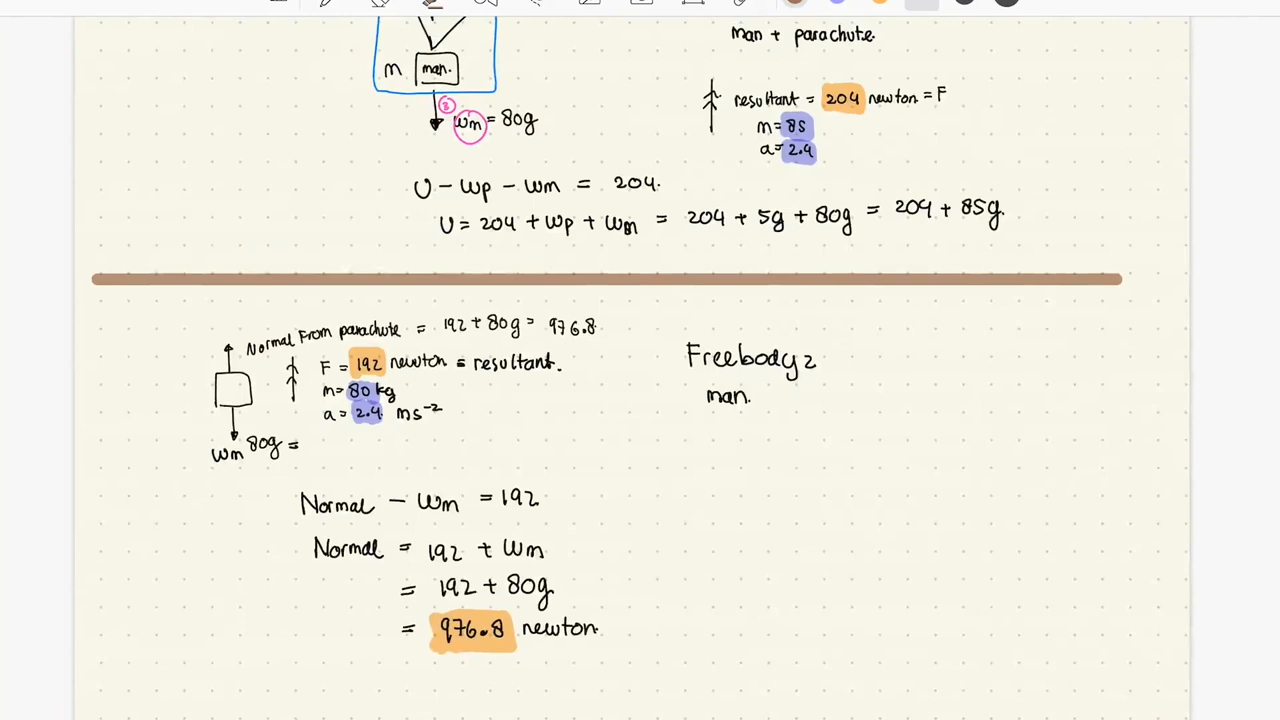 man + parachute.
m man.
resultant = 204 newton = F
③ wm = 80g
m= 85
a= 2.4
U - wp - wm = 204.
U = 204 + wp + wm = 204 + 5g + 80g = 204 + 85g.
Normal From parachute = 192 + 80g = 976.8.
F = 192 newton = resultant.
Freebody 2
m= 80 kg
man.
a= 2.4 ms⁻²
wm 80g =
Normal - wm = 192
Normal = 192 + wm
= 192 + 80g
= 976.8 newton.